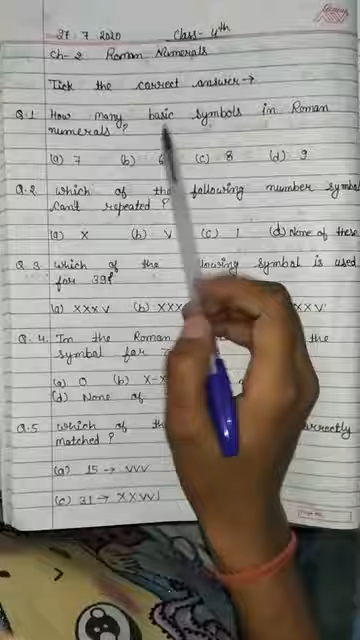 27.7.2020 Class- 4th
Ch-2 Roman Numerals
Tick the correct answer→
Q.1 How many basic symbols in Roman
numerals?
(a) 7 (b) 6 (c) 8 (d) 9
Q.2 which of the following number symbol
can't repeated?
(a) X (b) V (c) I (d) None of these
Q.3 which of the symbol is used
for 39?
(a) XXXV (b) XXX
Q.4. In the Roman the
symbol for
(a) 0 (b) X-X
(d) None of
Q.5 which of the correctly
matched?
(a) 15→ VVV
(c) 31→ XXVVI